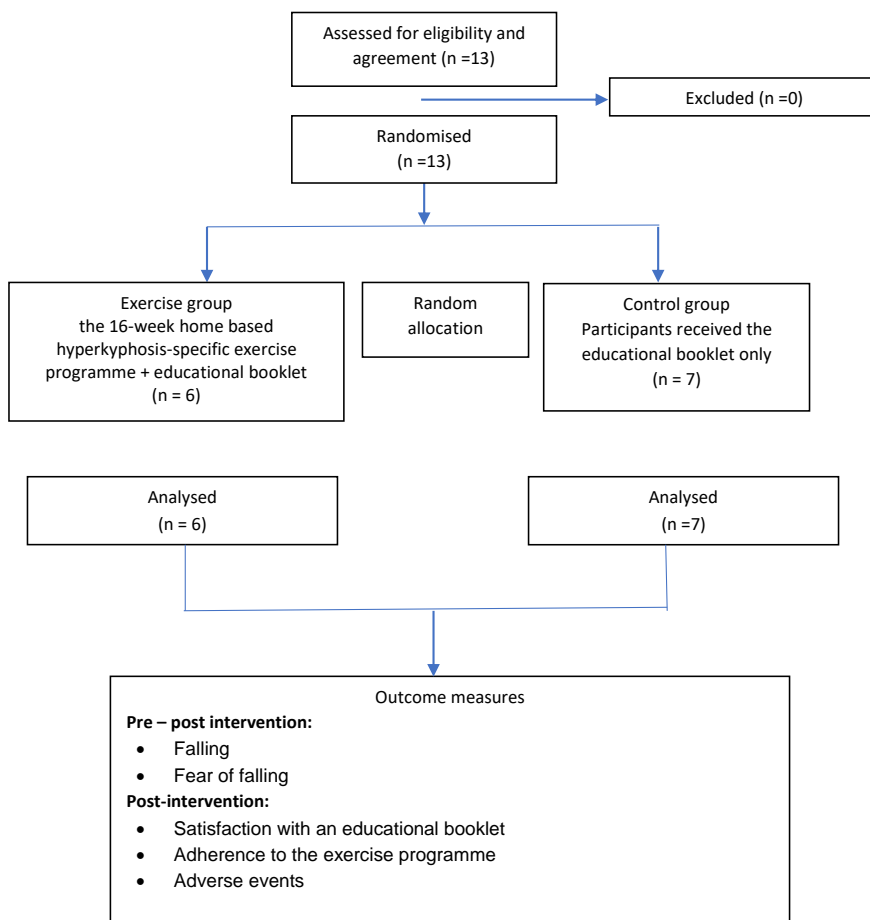 Assessed for eligibility and
agreement (n =13)
Excluded (n =0)
Randomised
(n =13)
Exercise group
the 16-week home based
hyperkyphosis-specific exercise
programme + educational booklet
(n = 6)
Random
allocation
Control group
Participants received the
educational booklet only
(n = 7)
Analysed
(n = 6)
Analysed
(n =7)
Outcome measures
Pre – post intervention:
• Falling
• Fear of falling
Post-intervention:
• Satisfaction with an educational booklet
• Adherence to the exercise programme
• Adverse events